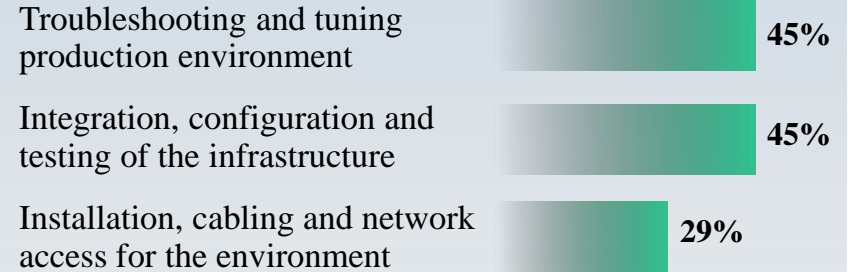 Troubleshooting and tuning
production environment
45%
Integration, configuration and
testing of the infrastructure
45%
Installation, cabling and network
access for the environment
29%